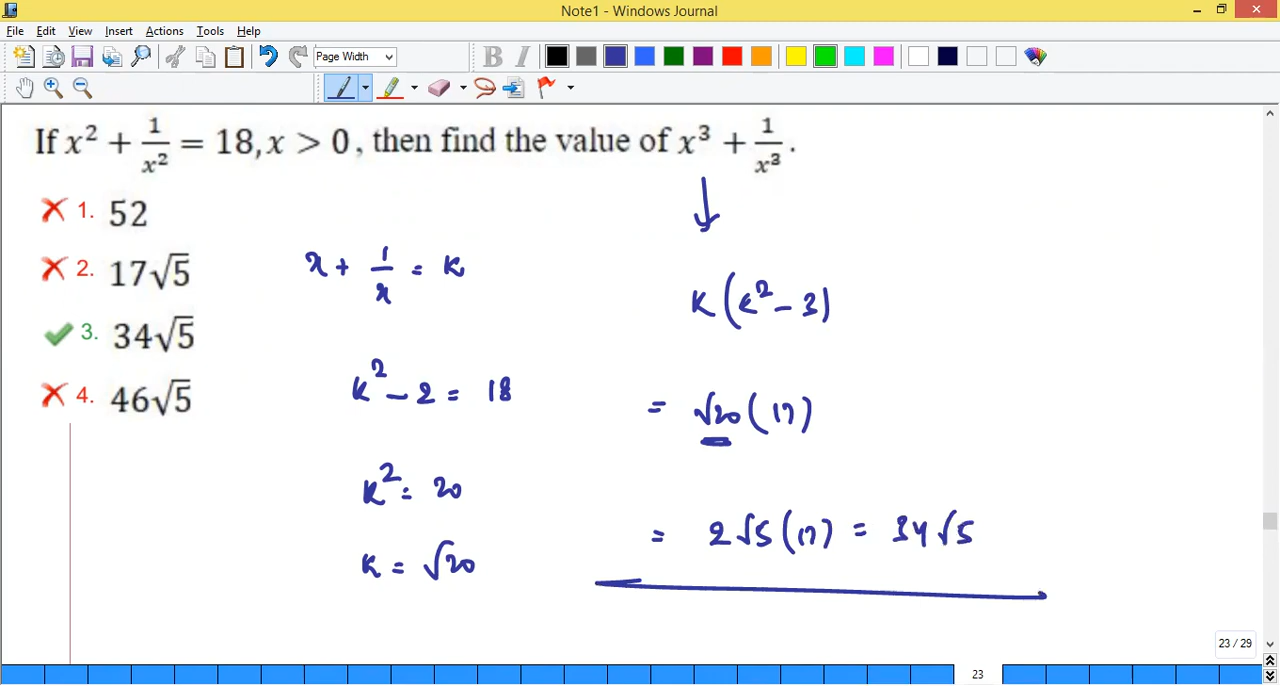 Note1 - Windows Journal
File Edit View Insert Actions Tools Help
Page Width
B I
If x² + 1/x² = 18, x > 0, then find the value of x³ + 1/x³.
1. 52
2. 17√5
3. 34√5
4. 46√5
x + 1/x = K
K² - 2 = 18
K² = 20
K = √20
K(K² - 3)
= √20 (17)
= 2√5 (17) = 34√5
23 / 29
23